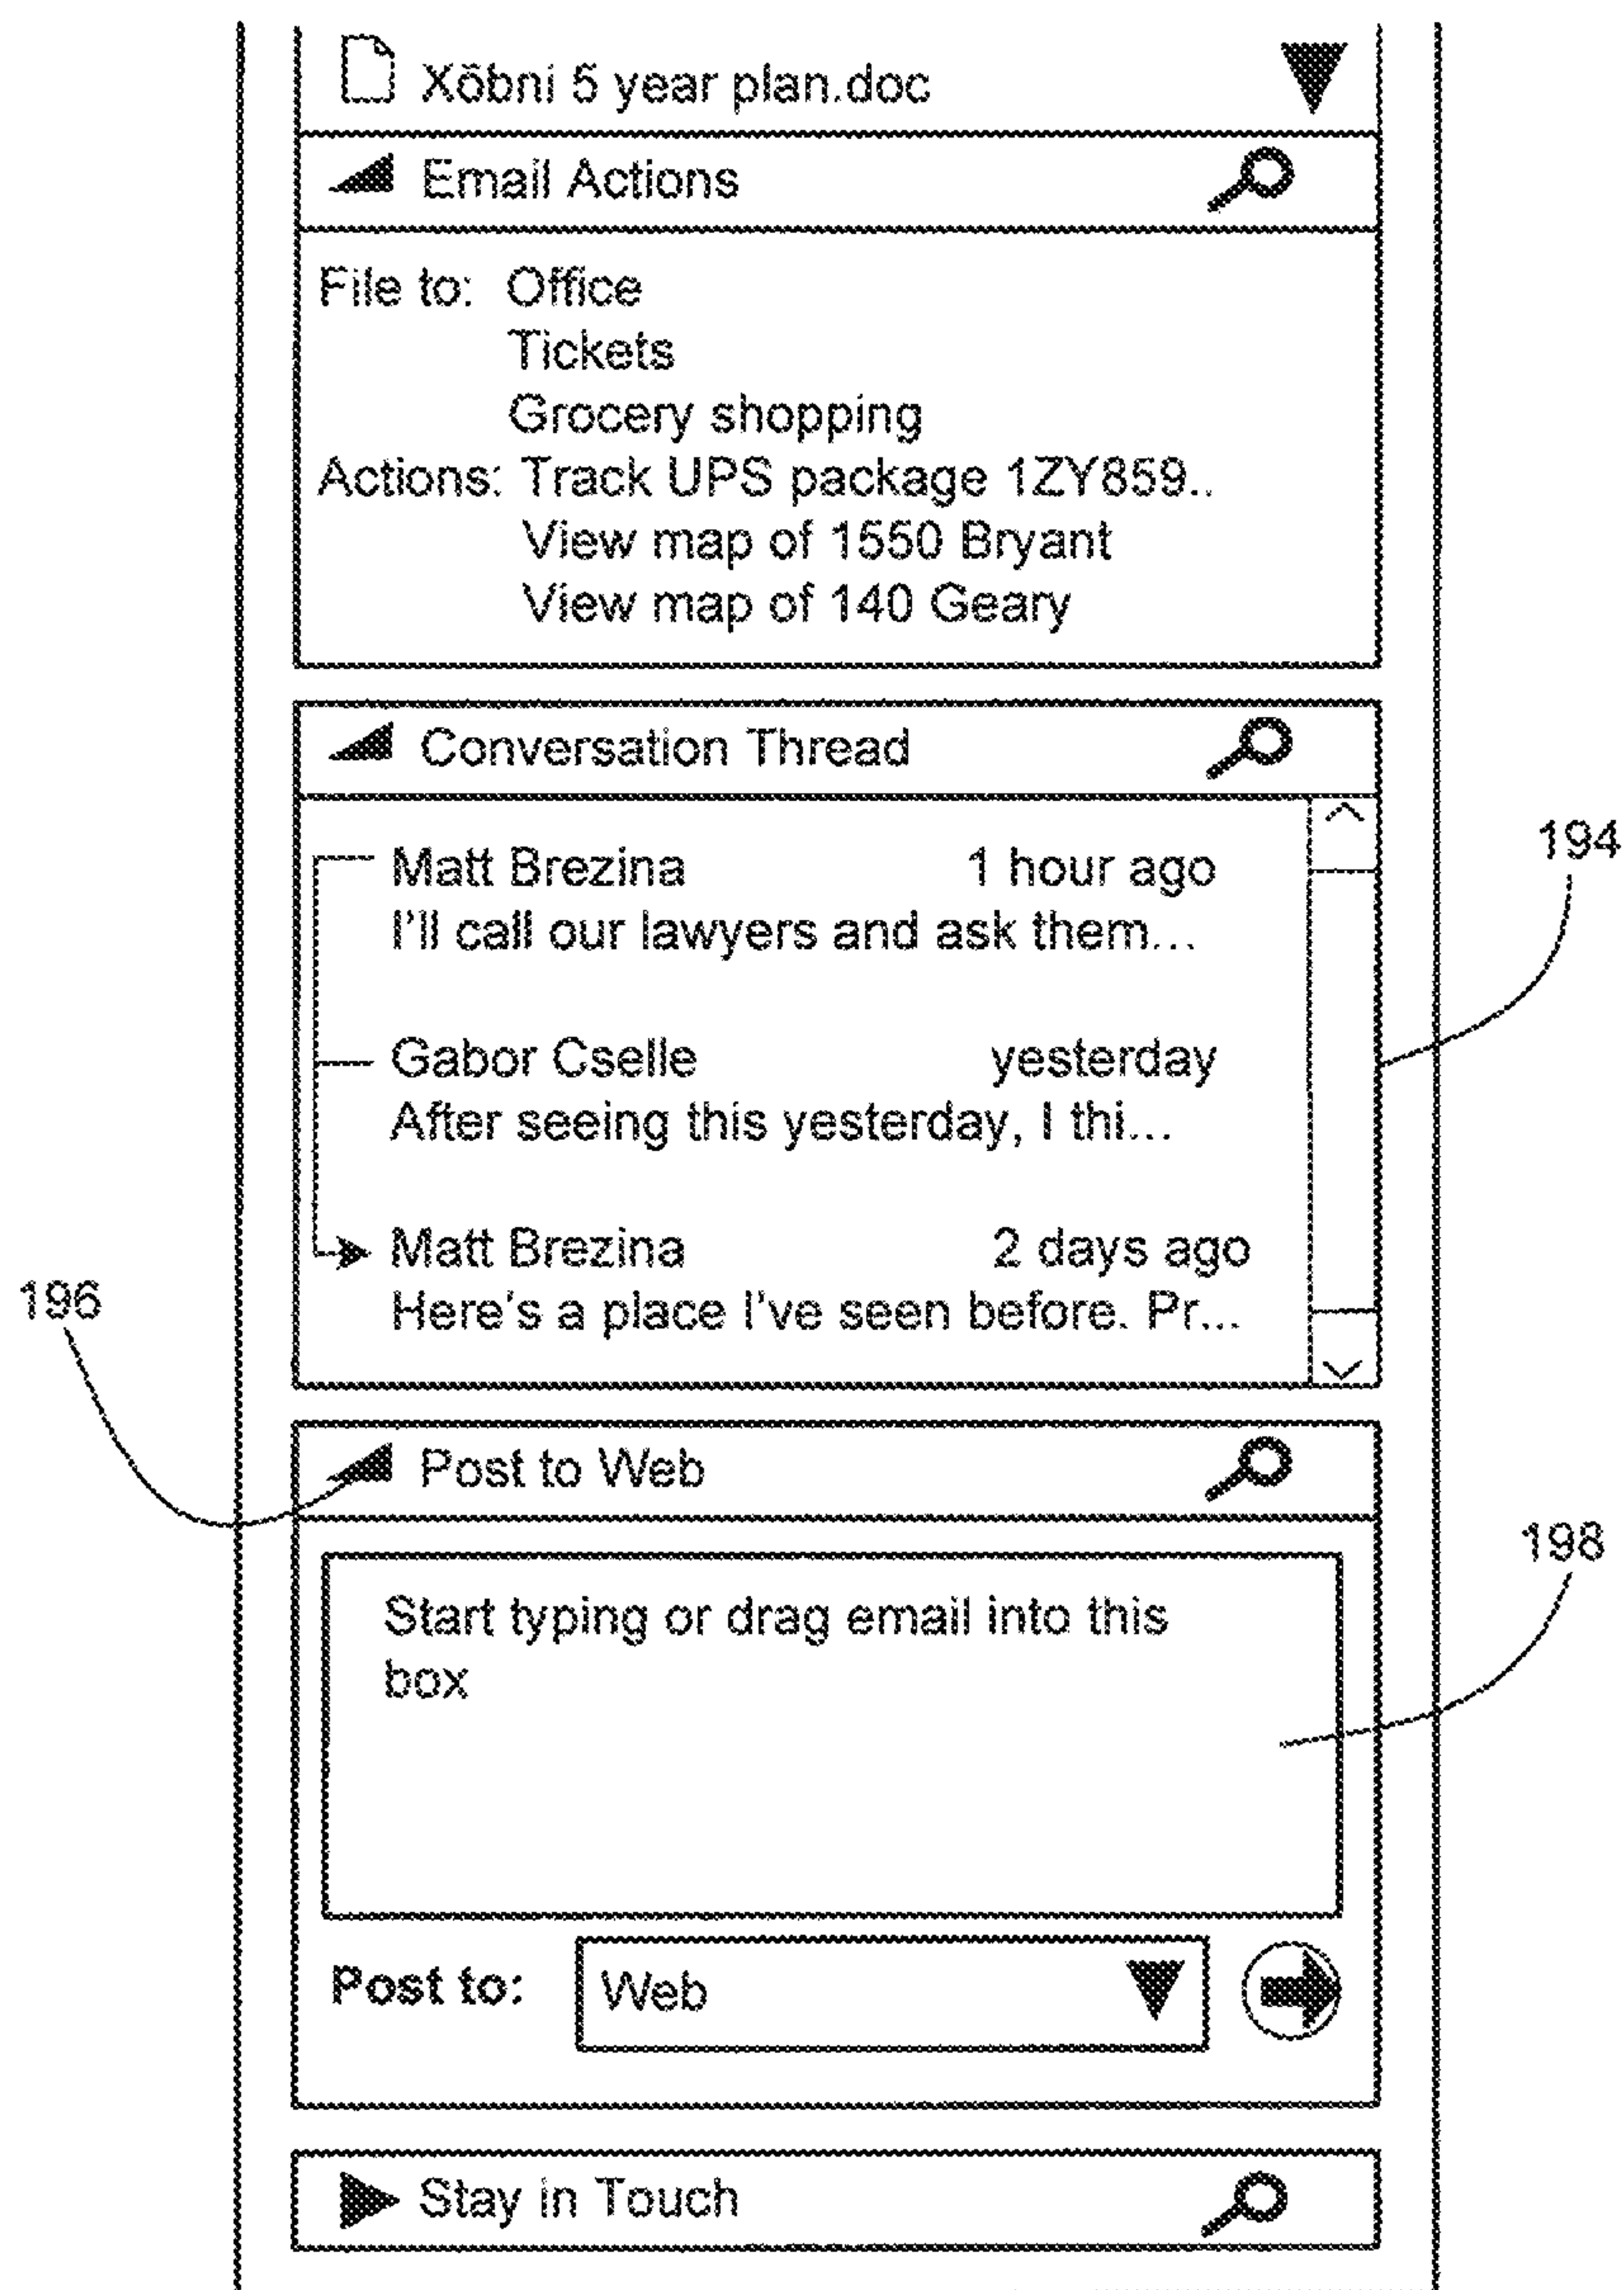 Xobni 5 year plan.doc
Email Actions
File to: Office
Tickets
Grocery shopping
Actions: Track UPS package 1ZY859..
View map of 1550 Bryant
View map of 140 Geary
Conversation Thread
194
Matt Brezina 1 hour ago
I'll call our lawyers and ask them...
Gabor Cselle yesterday
After seeing this yesterday, I thi...
Matt Brezina 2 days ago
196
Here's a place I've seen before. Pr...
Post to Web
198
Start typing or drag email into this
box
Post to: Web
Stay in Touch